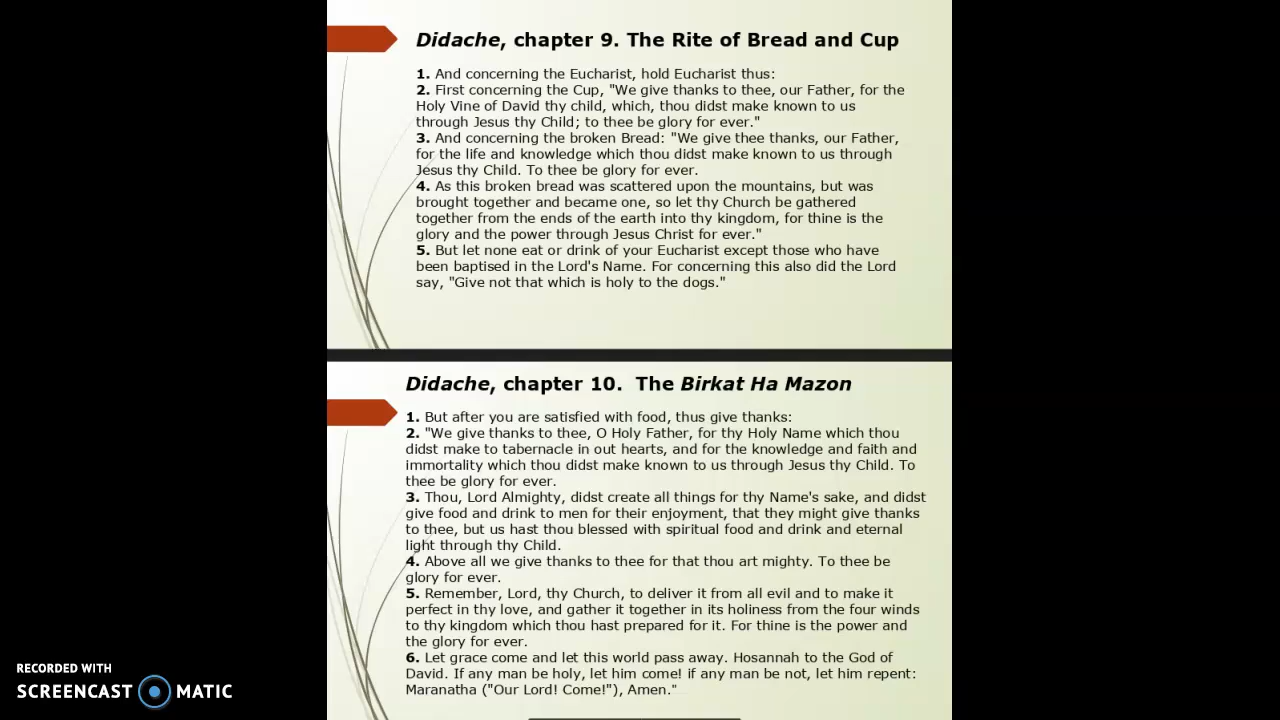 Didache, chapter 9. The Rite of Bread and Cup
1. And concerning the Eucharist, hold Eucharist thus:
2. First concerning the Cup, "We give thanks to thee, our Father, for the
Holy Vine of David thy child, which, thou didst make known to us
through Jesus thy Child; to thee be glory for ever."
3. And concerning the broken Bread: "We give thee thanks, our Father,
for the life and knowledge which thou didst make known to us through
Jesus thy Child. To thee be glory for ever.
4. As this broken bread was scattered upon the mountains, but was
brought together and became one, so let thy Church be gathered
together from the ends of the earth into thy kingdom, for thine is the
glory and the power through Jesus Christ for ever."
5. But let none eat or drink of your Eucharist except those who have
been baptised in the Lord's Name. For concerning this also did the Lord
say, "Give not that which is holy to the dogs."
Didache, chapter 10.  The Birkat Ha Mazon
1. But after you are satisfied with food, thus give thanks:
2. "We give thanks to thee, O Holy Father, for thy Holy Name which thou
didst make to tabernacle in out hearts, and for the knowledge and faith and
immortality which thou didst make known to us through Jesus thy Child. To
thee be glory for ever.
3. Thou, Lord Almighty, didst create all things for thy Name's sake, and didst
give food and drink to men for their enjoyment, that they might give thanks
to thee, but us hast thou blessed with spiritual food and drink and eternal
light through thy Child.
4. Above all we give thanks to thee for that thou art mighty. To thee be
glory for ever.
5. Remember, Lord, thy Church, to deliver it from all evil and to make it
perfect in thy love, and gather it together in its holiness from the four winds
to thy kingdom which thou hast prepared for it. For thine is the power and
the glory for ever.
6. Let grace come and let this world pass away. Hosannah to the God of
David. If any man be holy, let him come! if any man be not, let him repent:
Maranatha ("Our Lord! Come!"), Amen."
RECORDED WITH
SCREENCAST MATIC